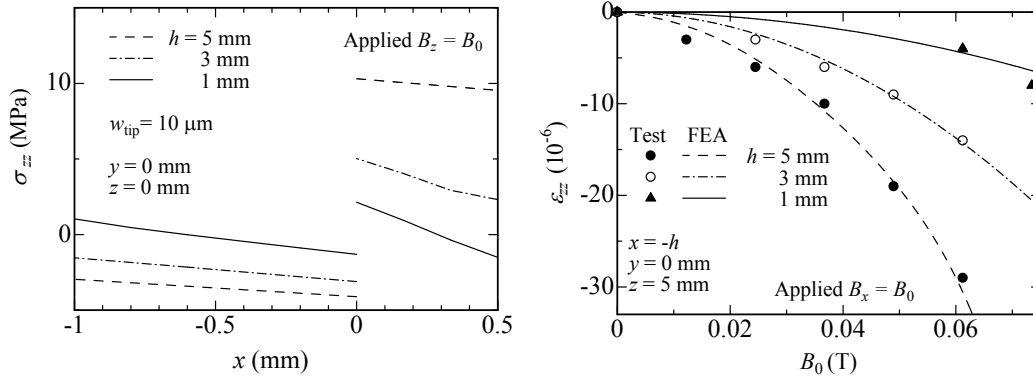 h = 5 mm
3 mm
1 mm
Applied Bz = B0
wtip = 10 μm
y = 0 mm
z = 0 mm
10
0
σzz (MPa)
-1
-0.5
0
0.5
x (mm)
0
-10
-20
-30
εzz (10-6)
Test FEA
h = 5 mm
3 mm
1 mm
x = -h
y = 0 mm
z = 5 mm
Applied Bx = B0
0
0.02
0.04
0.06
B0 (T)